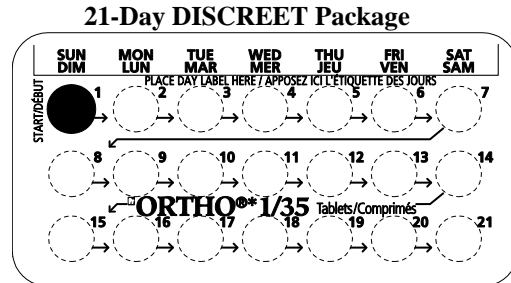 21-Day DISCREET Package
SUN MON TUE WED THU FRI SAT
DIM LUN MAR MER JEU VEN SAM
PLACE DAY LABEL HERE / APPOSEZ ICI L'ÉTIQUETTE DES JOURS
START/DÉBUT
1 2 3 4 5 6 7
8 9 10 11 12 13 14
ORTHO®* 1/35 Tablets/Comprimés
15 16 17 18 19 20 21